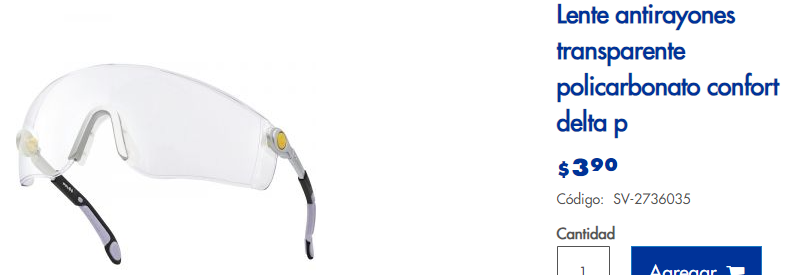 Lente antirayones
transparente
policarbonato confort
delta p
$390
Código: SV-2736035
Cantidad
1
Agregar